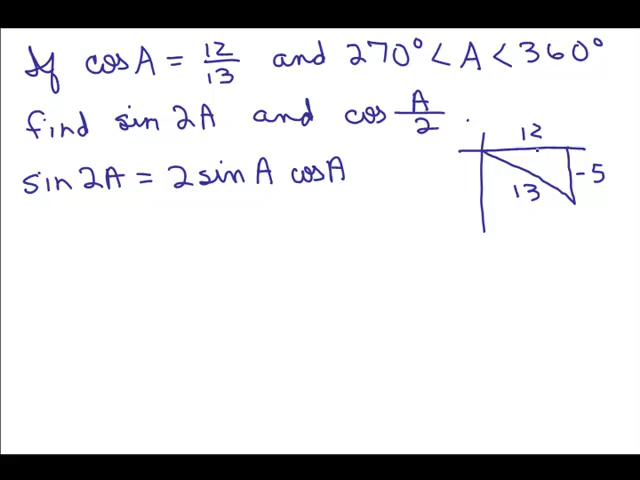 If cos A = 12/13 and 270° < A < 360°
find sin 2A and cos A/2 .
sin 2A = 2 sin A cos A
12
13
-5